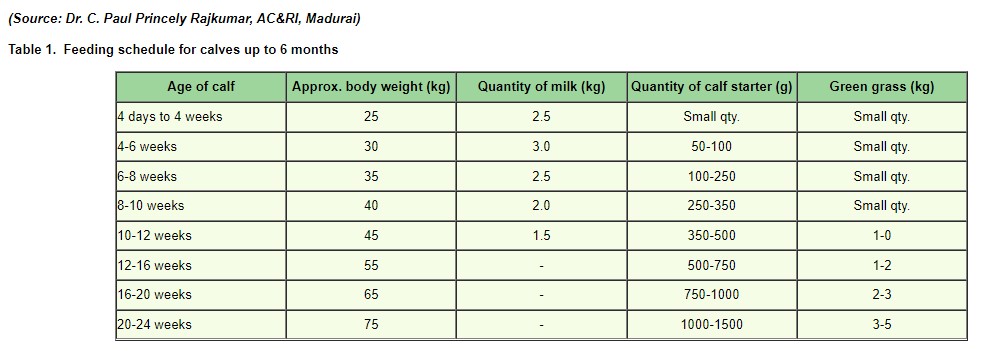 (Source: Dr. C. Paul Princely Rajkumar, AC&RI, Madurai)
Table 1.  Feeding schedule for calves up to 6 months
Age of calf Approx. body weight (kg) Quantity of milk (kg) Quantity of calf starter (g) Green grass (kg)
4 days to 4 weeks 25 2.5 Small qty. Small qty.
4-6 weeks 30 3.0 50-100 Small qty.
6-8 weeks 35 2.5 100-250 Small qty.
8-10 weeks 40 2.0 250-350 Small qty.
10-12 weeks 45 1.5 350-500 1-0
12-16 weeks 55 - 500-750 1-2
16-20 weeks 65 - 750-1000 2-3
20-24 weeks 75 - 1000-1500 3-5